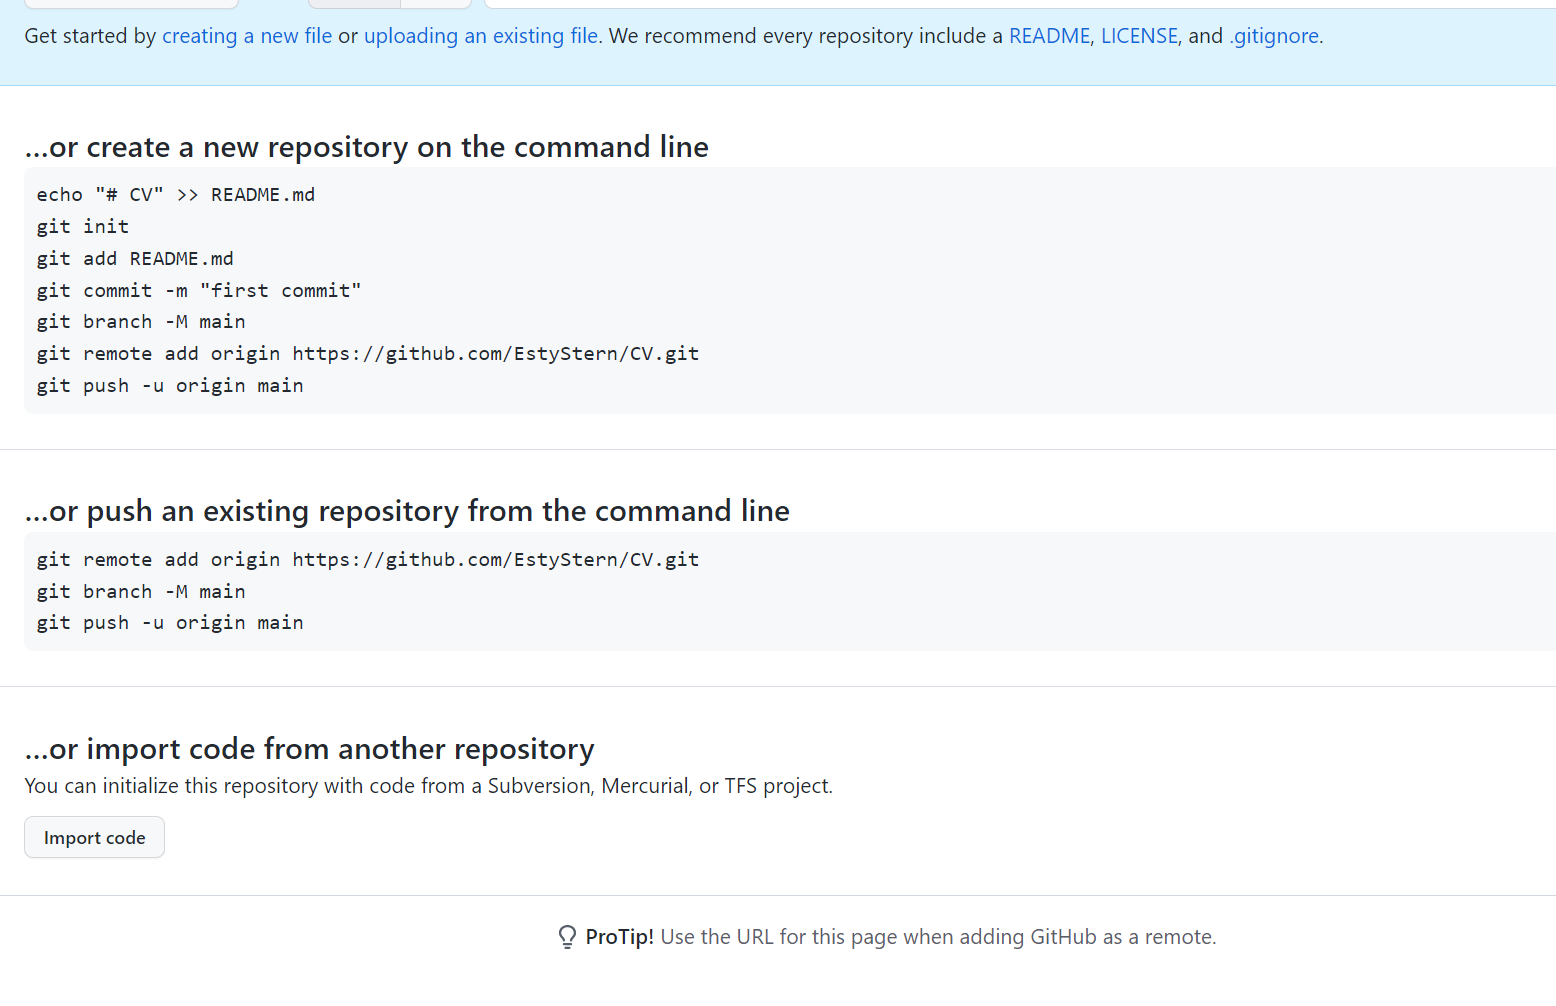 Get started by creating a new file or uploading an existing file. We recommend every repository include a README, LICENSE, and .gitignore.
...or create a new repository on the command line
echo "# CV" >> README.md
git init
git add README.md
git commit -m "first commit"
git branch -M main
git remote add origin https://github.com/EstyStern/CV.git
git push -u origin main
...or push an existing repository from the command line
git remote add origin https://github.com/EstyStern/CV.git
git branch -M main
git push -u origin main
...or import code from another repository
You can initialize this repository with code from a Subversion, Mercurial, or TFS project.
Import code
ProTip! Use the URL for this page when adding GitHub as a remote.